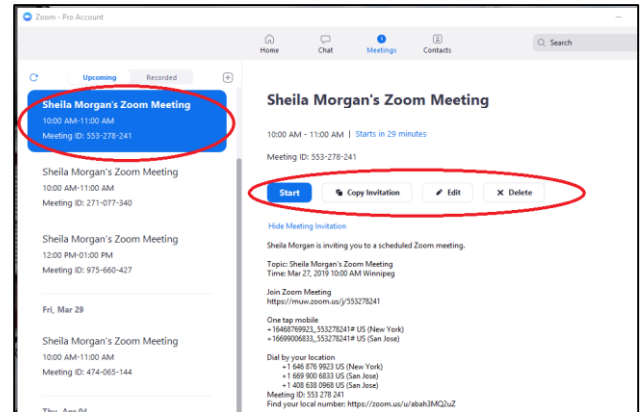 Zoom - Pro Account
Home
Chat
Meetings
Contacts
Search
Upcoming
Recorded
Sheila Morgan's Zoom Meeting
10:00 AM-11:00 AM
Meeting ID: 553-278-241
Sheila Morgan's Zoom Meeting
10:00 AM-11:00 AM
Meeting ID: 271-077-340
Sheila Morgan's Zoom Meeting
12:00 PM-01:00 PM
Meeting ID: 975-660-427
Fri, Mar 29
Sheila Morgan's Zoom Meeting
10:00 AM-11:00 AM
Meeting ID: 474-065-144
Thu, Apr 04
Sheila Morgan's Zoom Meeting
10:00 AM - 11:00 AM | Starts in 29 minutes
Meeting ID: 553-278-241
Start
Copy Invitation
Edit
Delete
Hide Meeting Invitation
Sheila Morgan is inviting you to a scheduled Zoom meeting.
Topic: Sheila Morgan's Zoom Meeting
Time: Mar 27, 2019 10:00 AM Winnipeg
Join Zoom Meeting
https://muw.zoom.us/j/553278241
One tap mobile
+16468769923,,553278241# US (New York)
+16699006833,,553278241# US (San Jose)
Dial by your location
+1 646 876 9923 US (New York)
+1 669 900 6833 US (San Jose)
+1 408 638 0968 US (San Jose)
Meeting ID: 553 278 241
Find your local number: https://zoom.us/u/abah3MQ2uZ